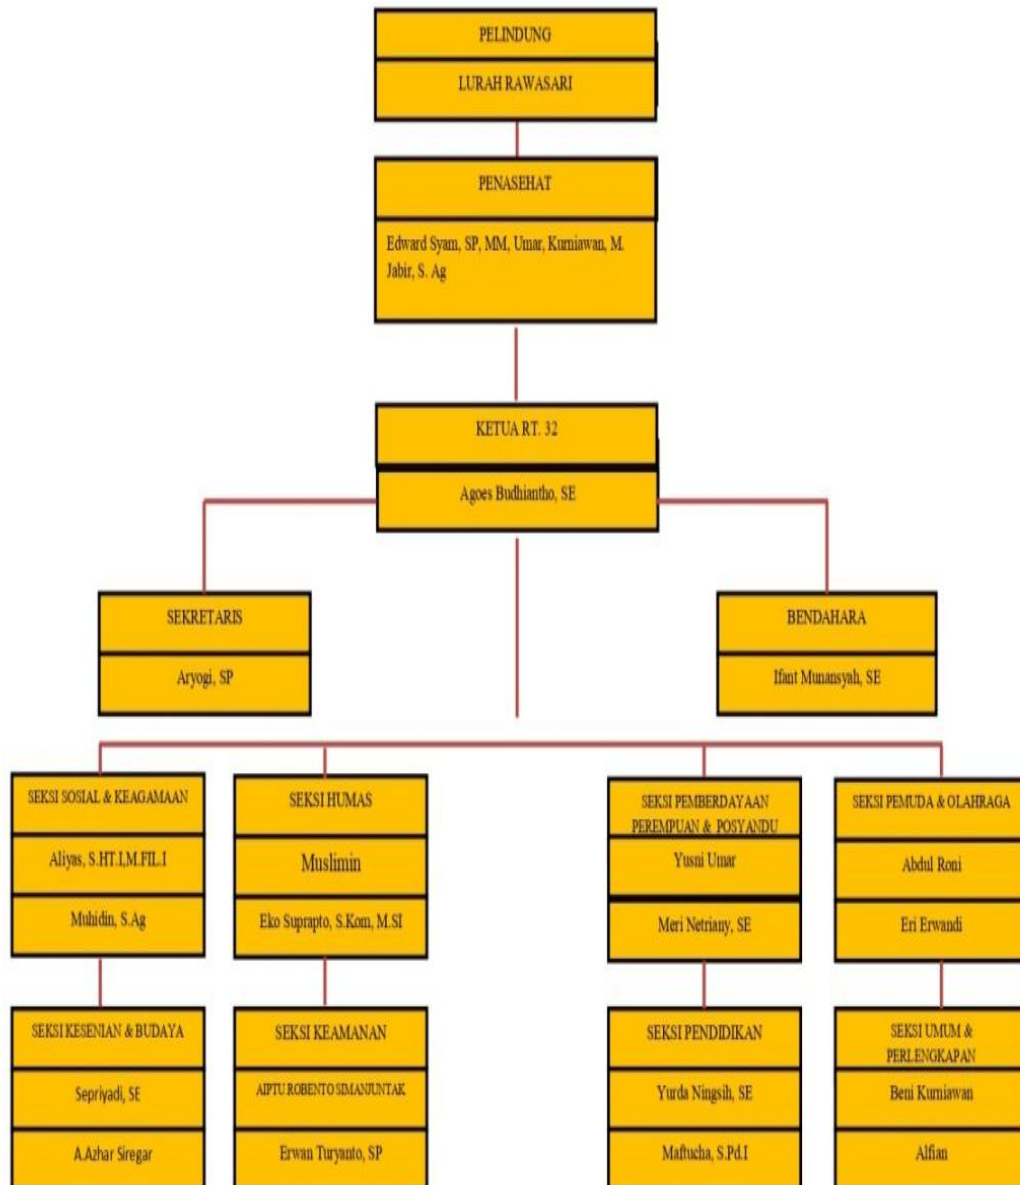 PELINDUNG
LURAH RAWASARI
PENASEHAT
Edward Syam, SP, MM, Umar, Kurniawan, M.
Jabir, S. Ag
KETUA RT. 32
Agoes Budhiantho, SE
SEKRETARIS
Aryogi, SP
BENDAHARA
Ifant Munansyah, SE
SEKSI SOSIAL & KEAGAMAAN
Aliyas, S.HT.I,M.FIL.I
Muhidin, S.Ag
SEKSI HUMAS
Muslimin
Eko Suprapto, S.Kom, M.SI
SEKSI PEMBERDAYAAN
PEREMPUAN & POSYANDU
Yusni Umar
Meri Netriany, SE
SEKSI PEMUDA & OLAHRAGA
Abdul Roni
Eri Erwandi
SEKSI KESENIAN & BUDAYA
Sepriyadi, SE
A.Azhar Siregar
SEKSI KEAMANAN
AIPTU.ROBENTO SIMANJUNTAK
Erwan Turyanto, SP
SEKSI PENDIDIKAN
Yurda Ningsih, SE
Maftucha, S.Pd.I
SEKSI UMUM &
PERLENGKAPAN
Beni Kurniawan
Alfian